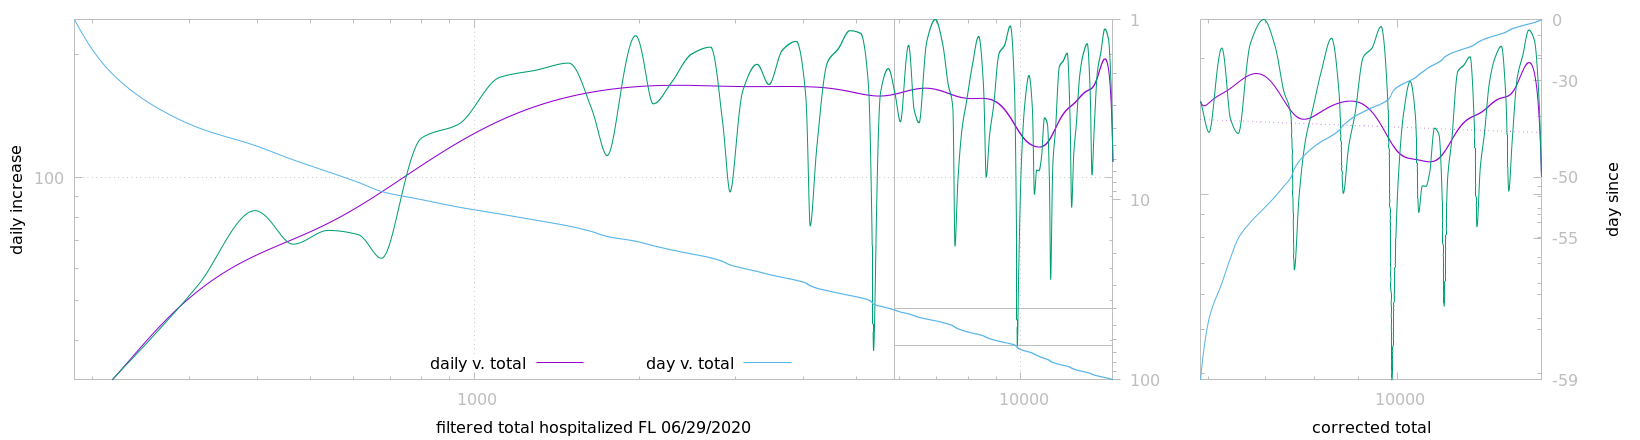 daily increase
100
1
10
100
daily v. total
day v. total
1000
10000
filtered total hospitalized FL 06/29/2020
0
-30
-50
-55
-59
day since
10000
corrected total